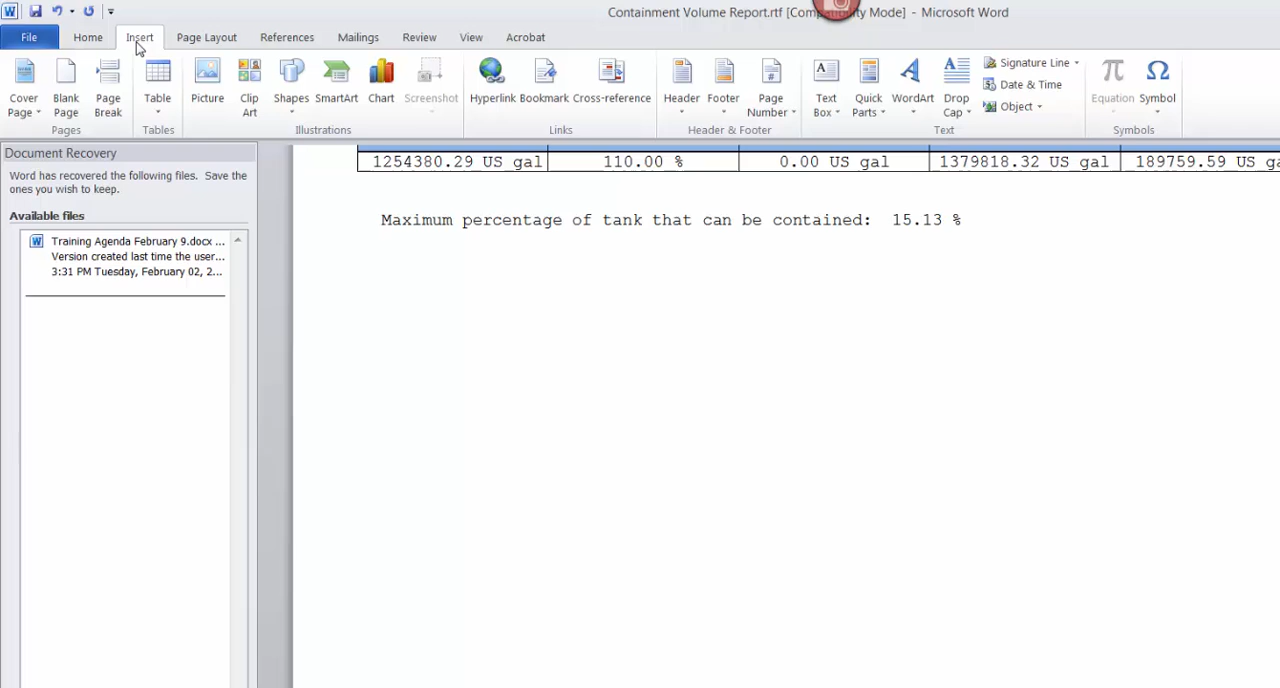 Containment Volume Report.rtf [Compatibility Mode] - Microsoft Word
File Home Insert Page Layout References Mailings Review View Acrobat
Cover Page Blank Page Page Break Table Picture Clip Art Shapes SmartArt Chart Screenshot Hyperlink Bookmark Cross-reference Header Footer Page Number Text Box Quick Parts WordArt Drop Cap Signature Line Date & Time Object Equation Symbol
Pages Tables Illustrations Links Header & Footer Text Symbols
Document Recovery
Word has recovered the following files. Save the
ones you wish to keep.
Available files
Training Agenda February 9.docx ...
Version created last time the user...
3:31 PM Tuesday, February 02, 2...
1254380.29 US gal 110.00 % 0.00 US gal 1379818.32 US gal 189759.59 US ga
Maximum percentage of tank that can be contained: 15.13 %